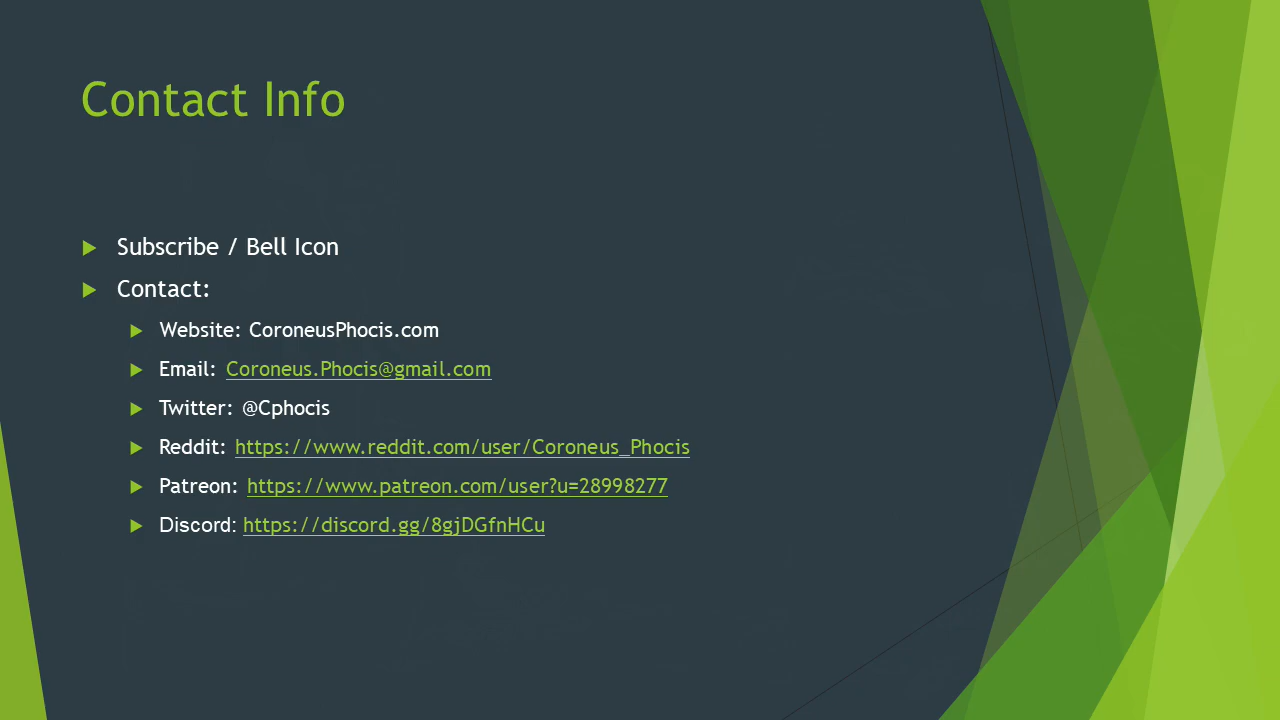 Contact Info
Subscribe / Bell Icon
Contact:
Website: CoroneusPhocis.com
Email: Coroneus.Phocis@gmail.com
Twitter: @Cphocis
Reddit: https://www.reddit.com/user/Coroneus_Phocis
Patreon: https://www.patreon.com/user?u=28998277
Discord: https://discord.gg/8gjDGfnHCu